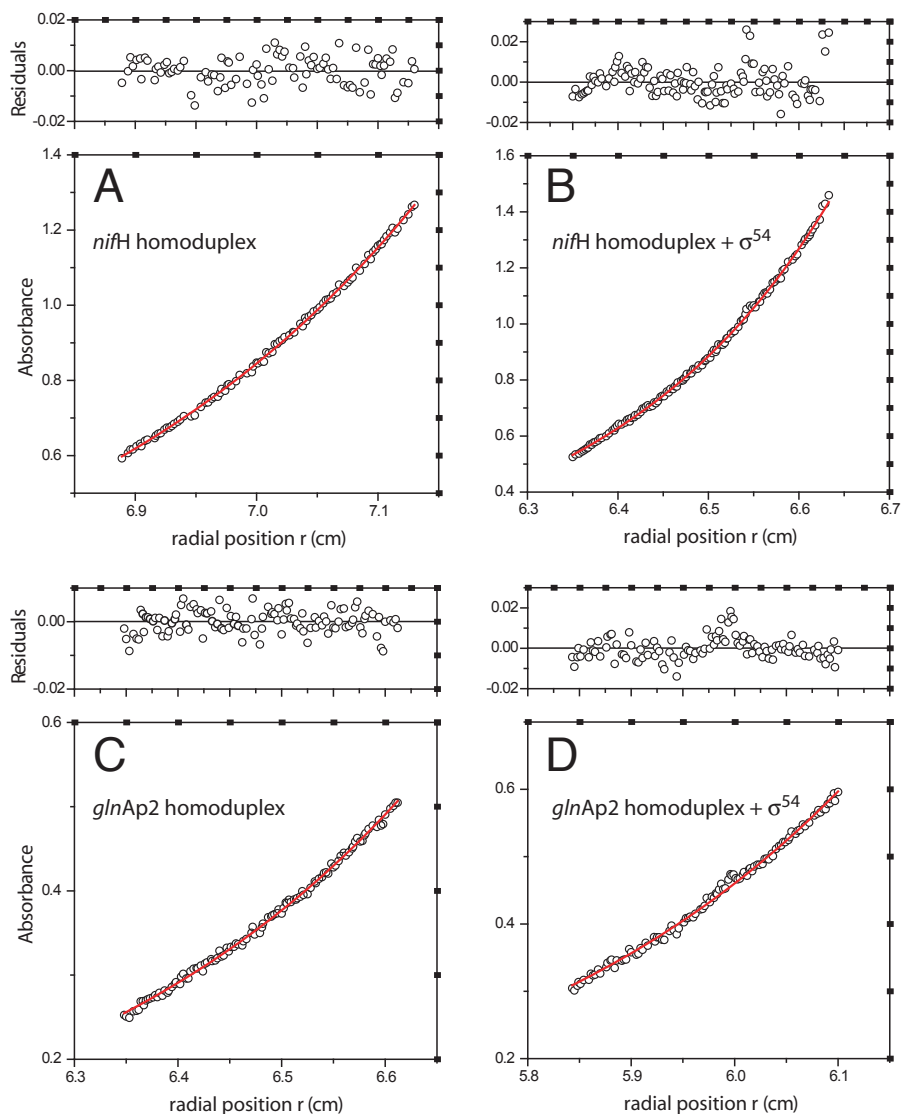 0.02
0.00
-0.02
Residuals
0.02
0.00
-0.02
1.4
1.2
1.0
0.8
0.6
Absorbance
A
nifH homoduplex
6.9 7.0 7.1
radial position r (cm)
1.6
1.4
1.2
1.0
0.8
0.6
0.4
B
nifH homoduplex + σ⁵⁴
6.3 6.4 6.5 6.6 6.7
radial position r (cm)
0.00
-0.02
Residuals
0.02
0.00
-0.02
0.6
0.4
0.2
Absorbance
C
glnAp2 homoduplex
6.3 6.4 6.5 6.6
radial position r (cm)
0.6
0.4
0.2
D
glnAp2 homoduplex + σ⁵⁴
5.8 5.9 6.0 6.1
radial position r (cm)